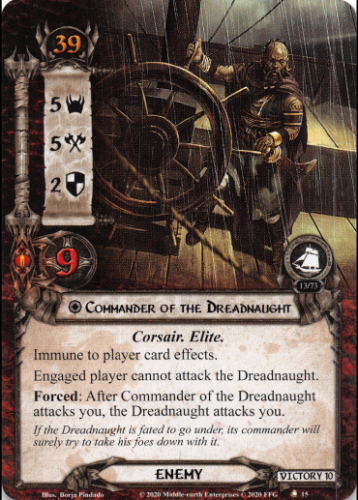 39
5
5
2
9
13/73
COMMANDER OF THE DREADNAUGHT
Corsair. Elite.
Immune to player card effects.
Engaged player cannot attack the Dreadnaught.
Forced: After Commander of the Dreadnaught
attacks you, the Dreadnaught attacks you.
If the Dreadnaught is fated to go under, its commander
will surely try to take his foes down with it.
ENEMY
VICTORY 10
Illus. Borja Pindado
© 2020 Middle-earth Enterprises © 2020 FFG
15